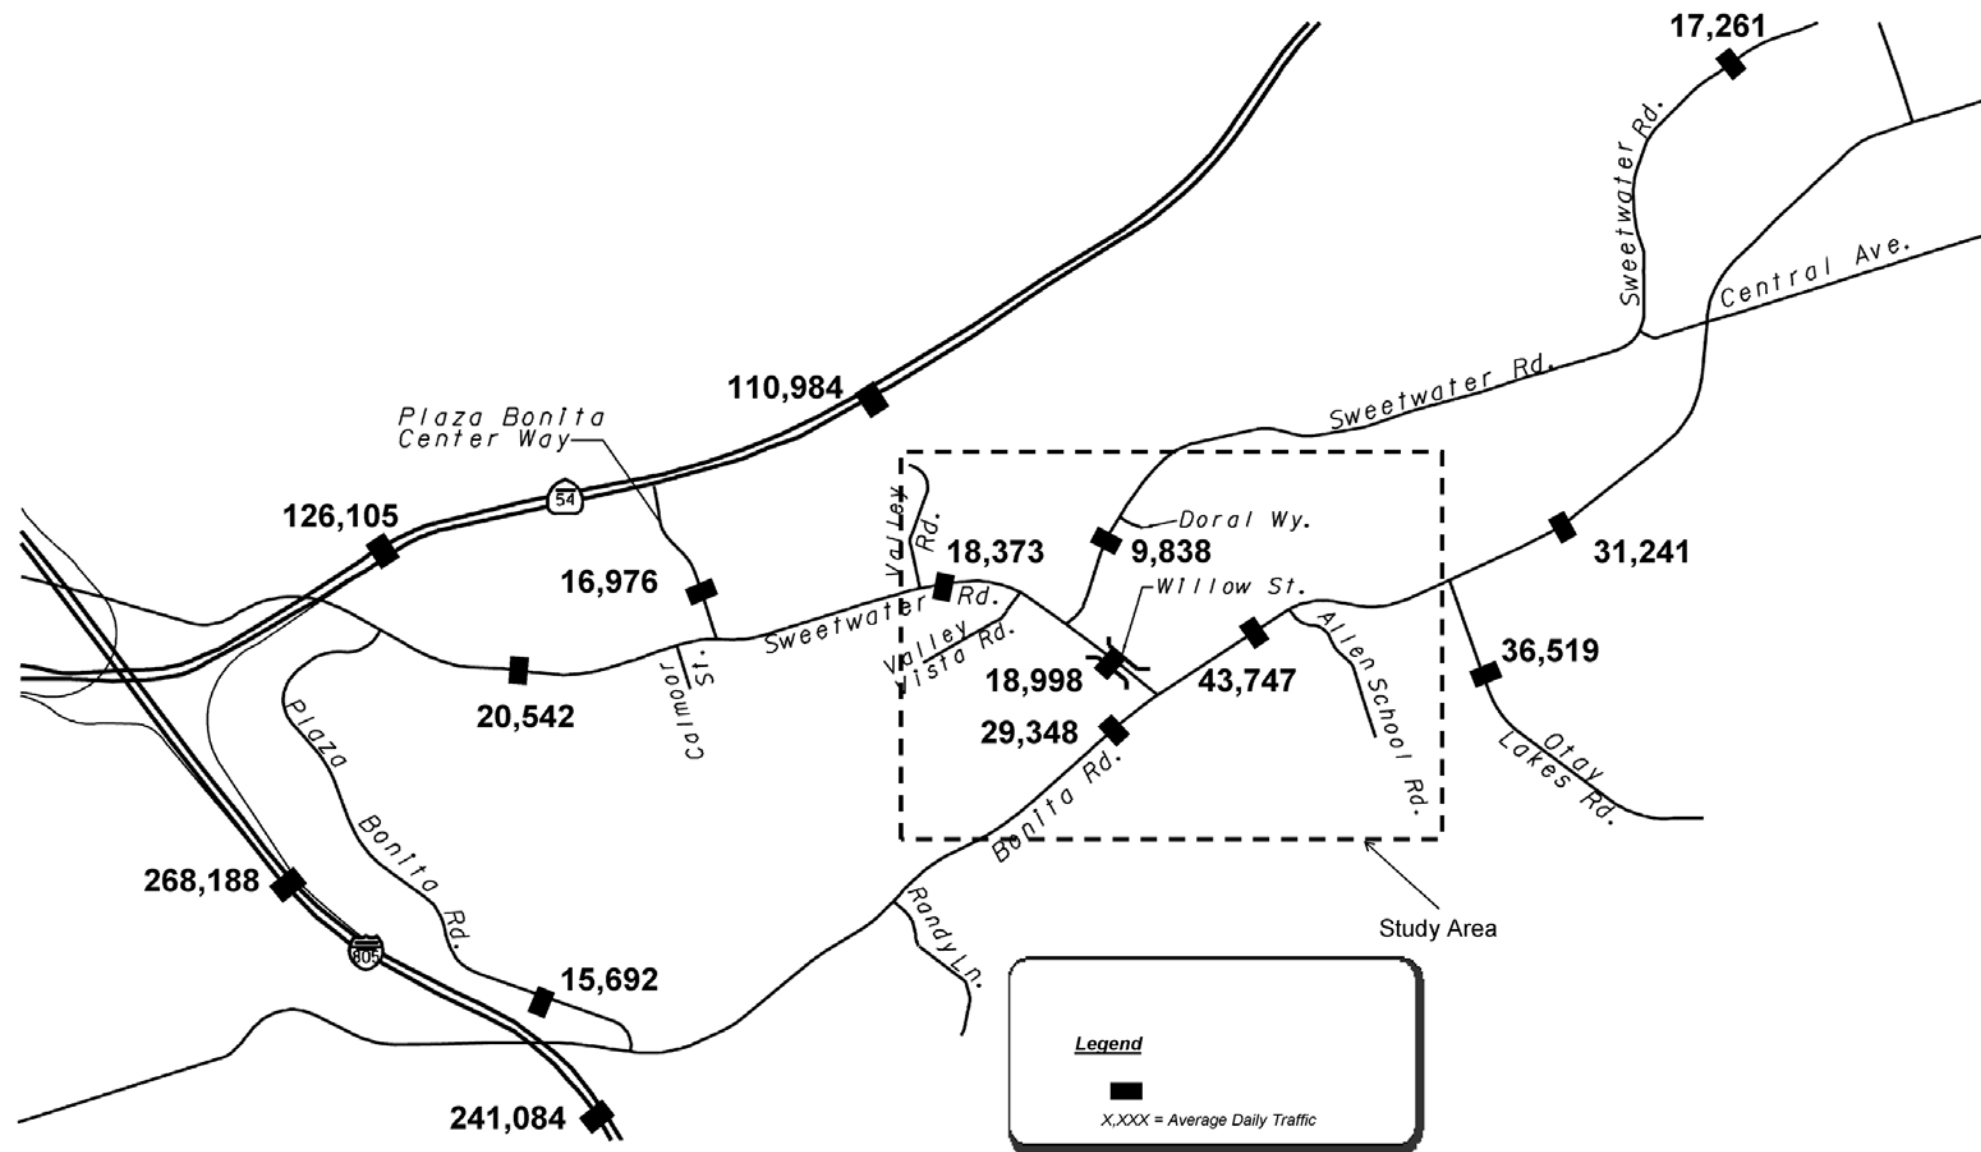 17,261
Sweetwater Rd.
Central Ave.
110,984
Sweetwater Rd.
Plaza Bonita
Center Way
54
126,105
Valley
Rd.
Doral Wy.
18,373
9,838
31,241
16,976
Willow St.
Sweetwater Rd.
Valley
Vista Rd.
Allen School Rd.
36,519
18,998
43,747
20,542
Calmoor St.
29,348
Plaza Bonita Rd.
Otay
Lakes Rd.
Bonita Rd.
268,188
Randy Ln.
Study Area
805
15,692
Legend
241,084
X,XXX = Average Daily Traffic